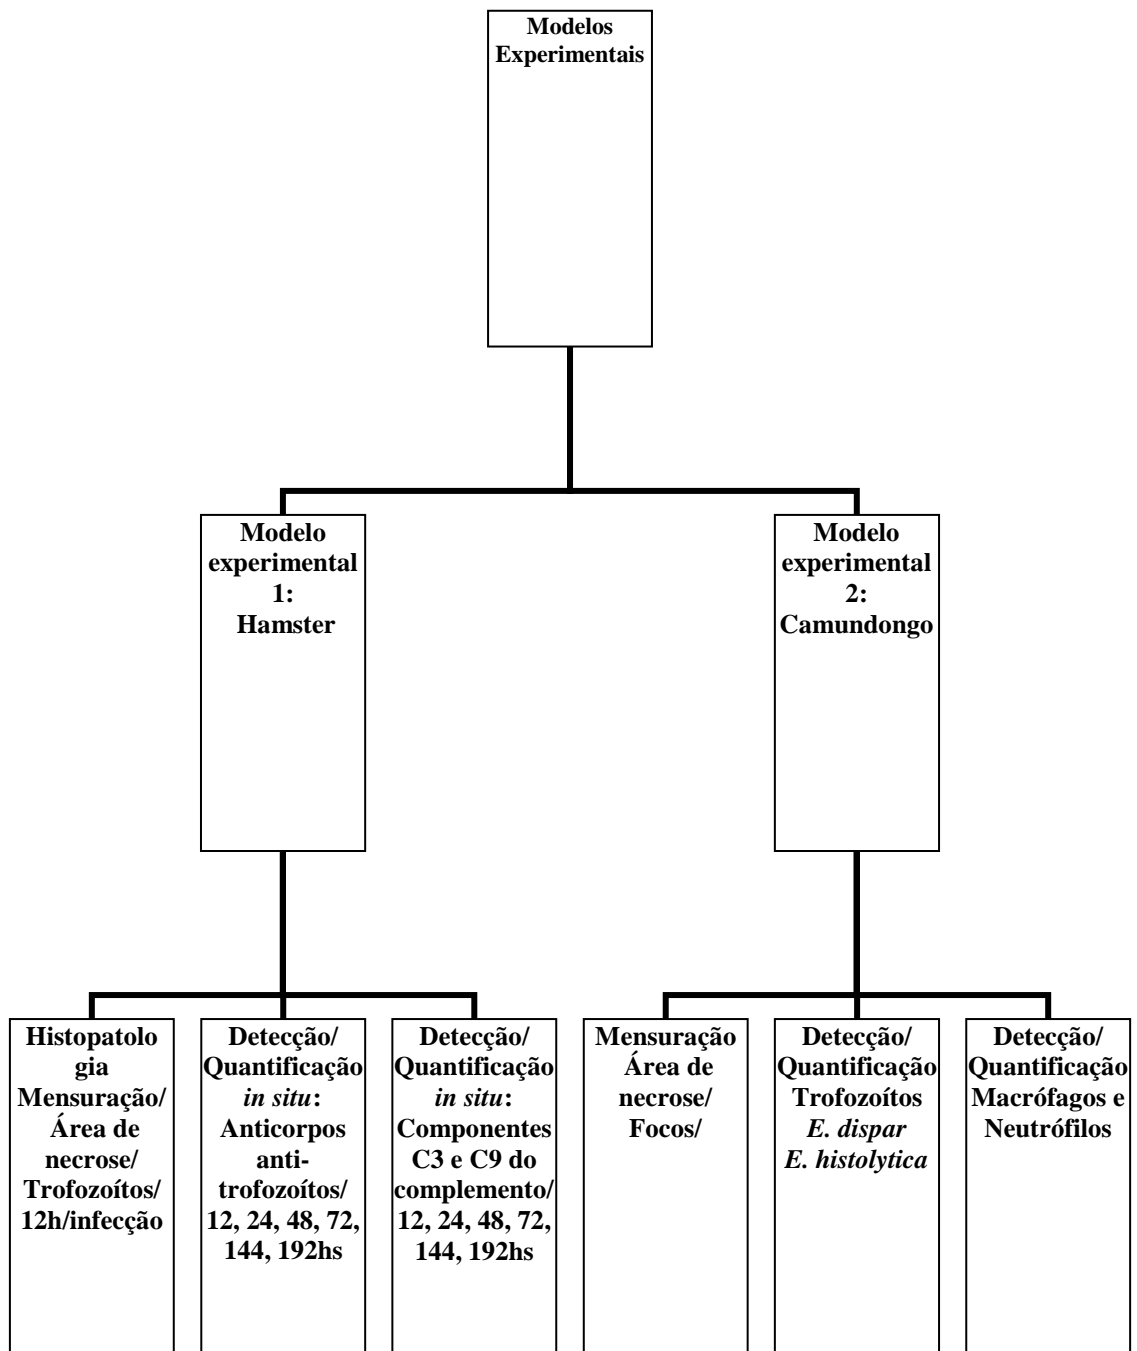 Modelos
Experimentais
Modelo
experimental
1:
Hamster
Modelo
experimental
2:
Camundongo
Histopatolo
gia
Mensuração/
Área de
necrose/
Trofozoítos/
12h/infecção
Detecção/
Quantificação
in situ:
Anticorpos
anti-
trofozoítos/
12, 24, 48, 72,
144, 192hs
Detecção/
Quantificação
in situ:
Componentes
C3 e C9 do
complemento/
12, 24, 48, 72,
144, 192hs
Mensuração
Área de
necrose/
Focos/
Detecção/
Quantificação
Trofozoítos
E. dispar
E. histolytica
Detecção/
Quantificação
Macrófagos e
Neutrófilos